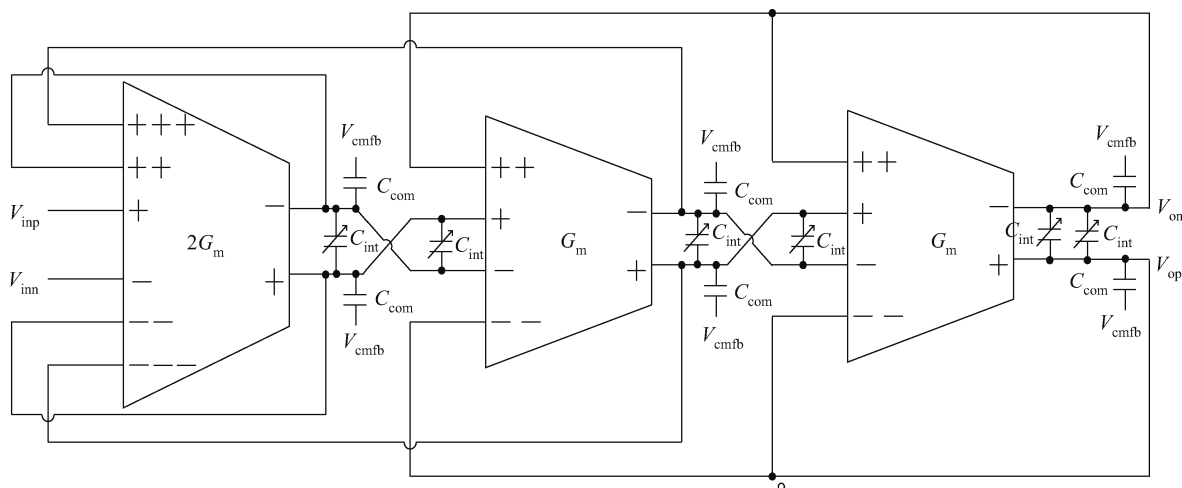 + + +
+ +
V_inp
+
V_inn
−
− −
− − −
2G_m
−
+
V_cmfb
C_com
C_int
C_int
C_com
V_cmfb
+ +
+
−
− −
G_m
−
+
V_cmfb
C_com
C_int
C_int
C_com
V_cmfb
+ +
+
−
− −
G_m
−
+
V_cmfb
C_com
C_int
C_int
C_com
V_cmfb
V_on
V_op